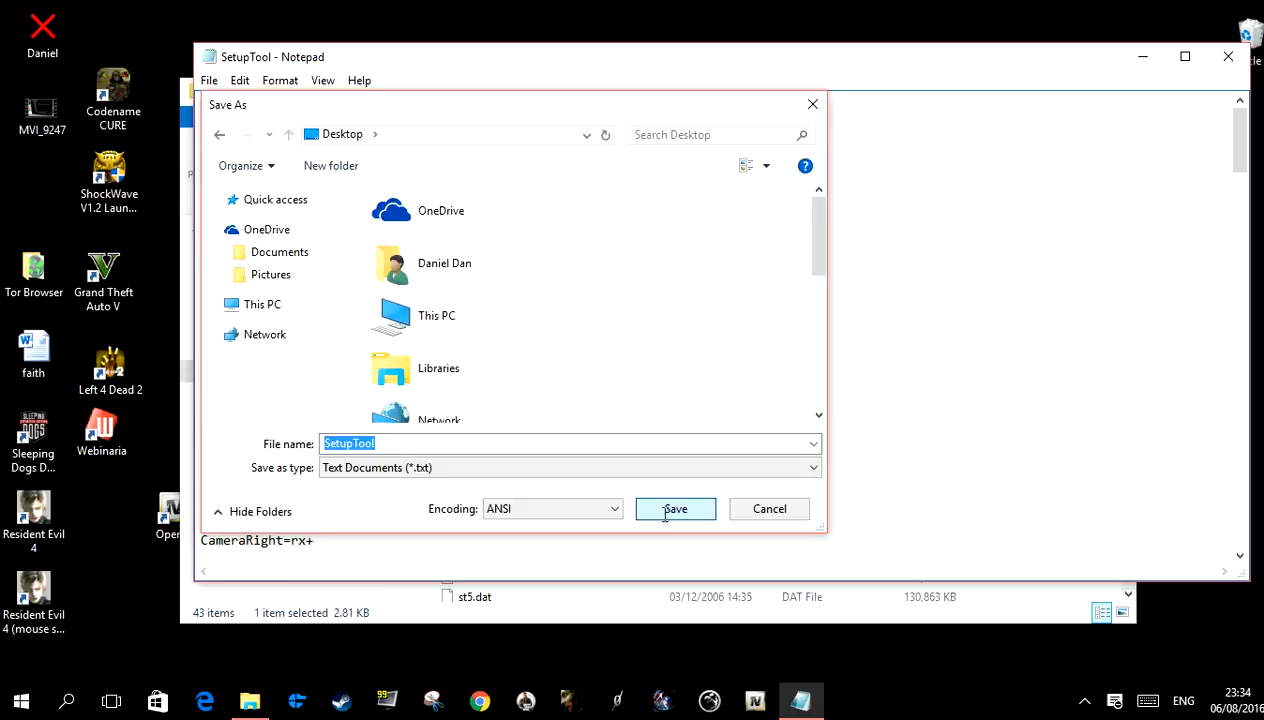 Daniel
MVI_9247
Codename
CURE
ShockWave
V1.2 Laun...
Tor Browser
Grand Theft
Auto V
faith
Left 4 Dead 2
SLEEPING
DOGS
Sleeping
Dogs D...
Webinaria
Resident Evil
4
Resident Evil
4 (mouse s...
SetupTool - Notepad
File Edit Format View Help
Save As
Desktop
Search Desktop
Organize
New folder
Quick access
OneDrive
Documents
Pictures
This PC
Network
OneDrive
Daniel Dan
This PC
Libraries
Network
File name: SetupTool
Save as type: Text Documents (*.txt)
Hide Folders
Encoding: ANSI
Save
Cancel
CameraRight=rx+
st5.dat 03/12/2006 14:35 DAT File 130,863 KB
43 items 1 item selected 2.81 KB
99
IV
ENG
23:34
06/08/2016